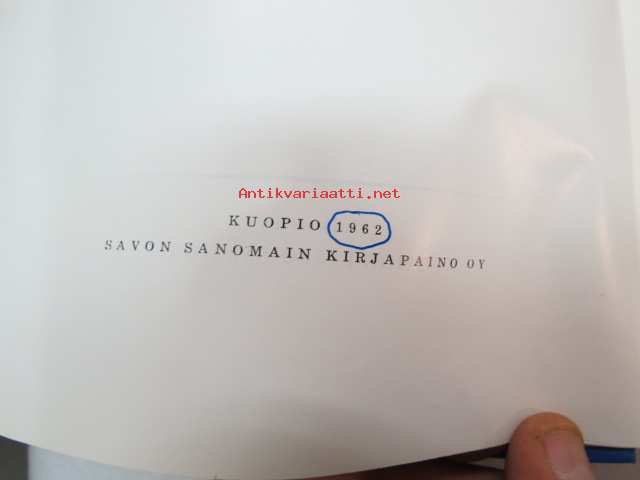 Antikvariaatti.net
KUOPIO 1962
SAVON SANOMAIN KIRJAPAINO OY